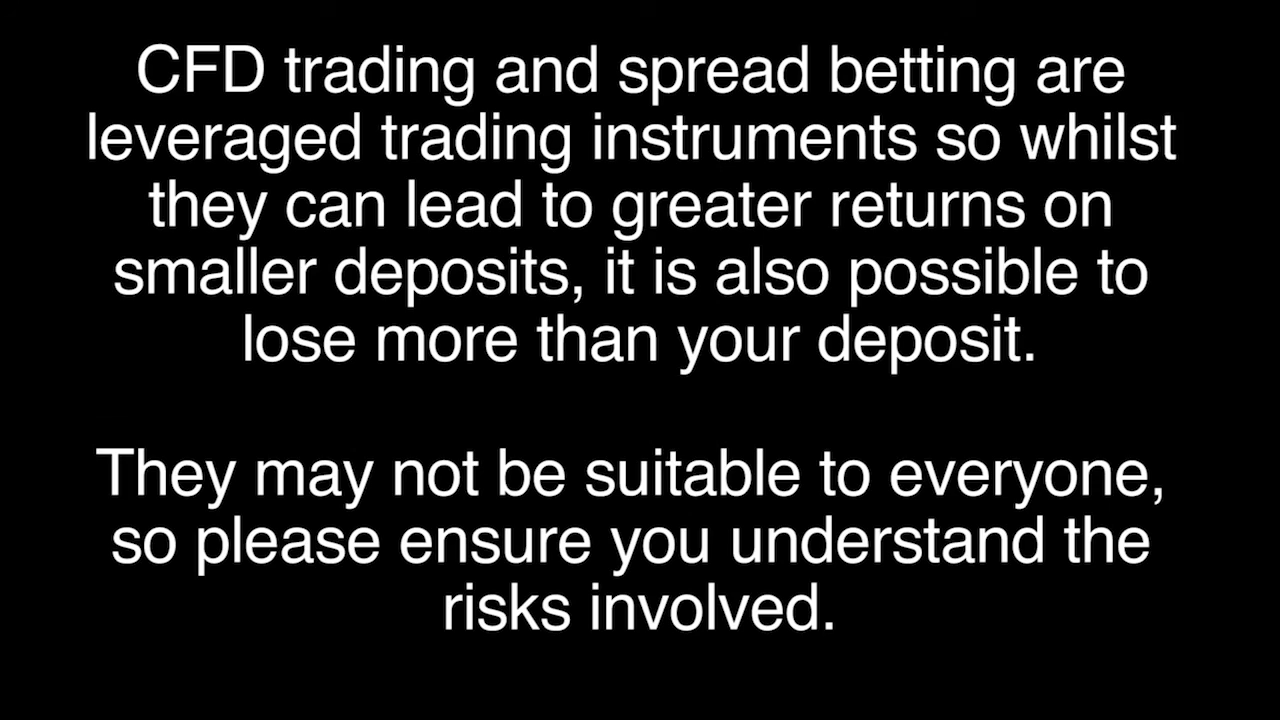 CFD trading and spread betting are
leveraged trading instruments so whilst
they can lead to greater returns on
smaller deposits, it is also possible to
lose more than your deposit.
They may not be suitable to everyone,
so please ensure you understand the
risks involved.